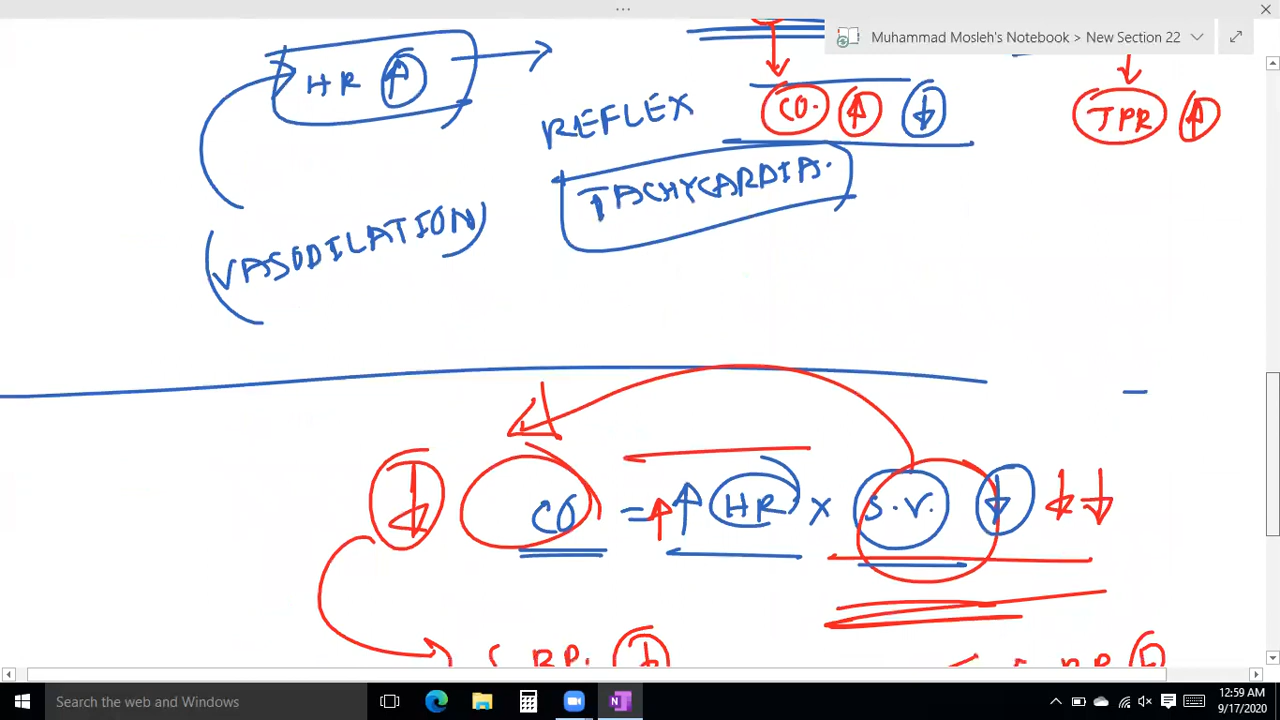 Muhammad Mosleh's Notebook > New Section 22
HR ↑
REFLEX
CO. ↑ ↓
TPR ↑
TACHYCARDIA.
VASODILATION
↓ CO = ↑ ↑ HR x S.V. ↓ ↓ ↓
Search the web and Windows
12:59 AM
9/17/2020